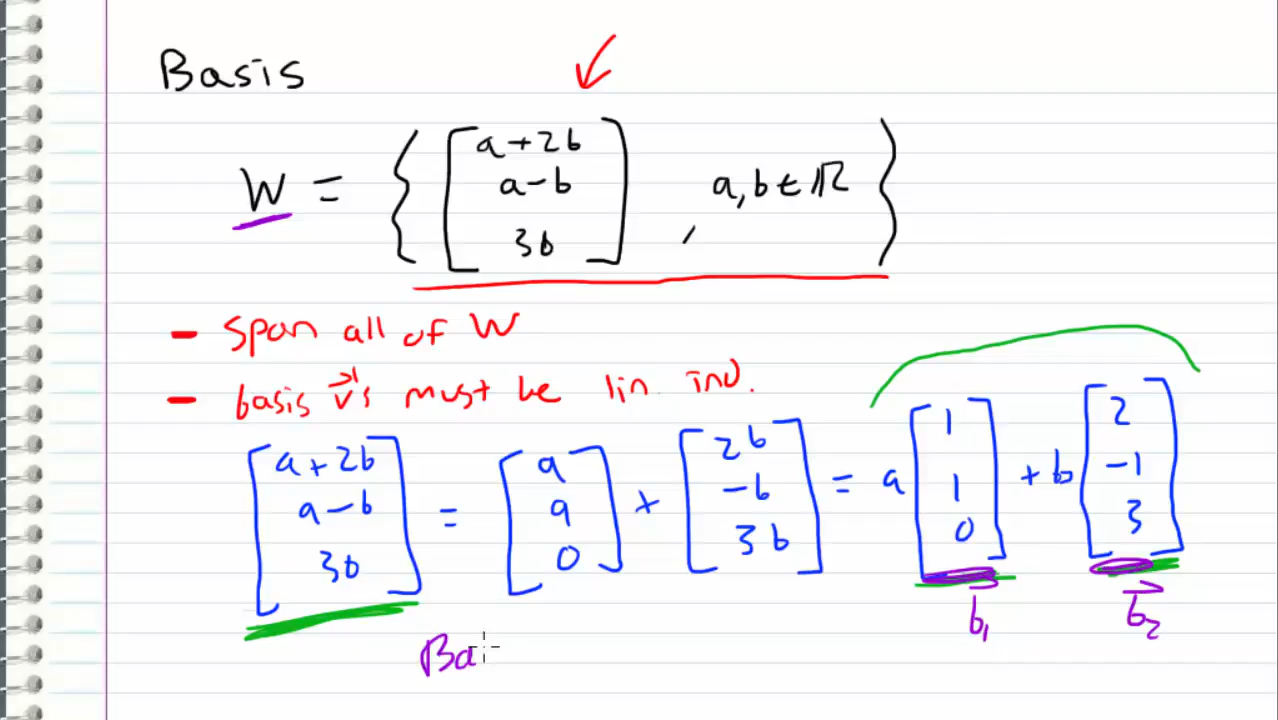 Basis
W = { [ a+2b a-b 3b ] , a,b ∈ ℝ }
- Span all of W
- basis v⃗'s must be lin. ind.
[ a+2b a-b 3b ] = [ a a 0 ] + [ 2b -b 3b ] = a [ 1 1 0 ] + b [ 2 -1 3 ]
b⃗₁ b⃗₂
Ba